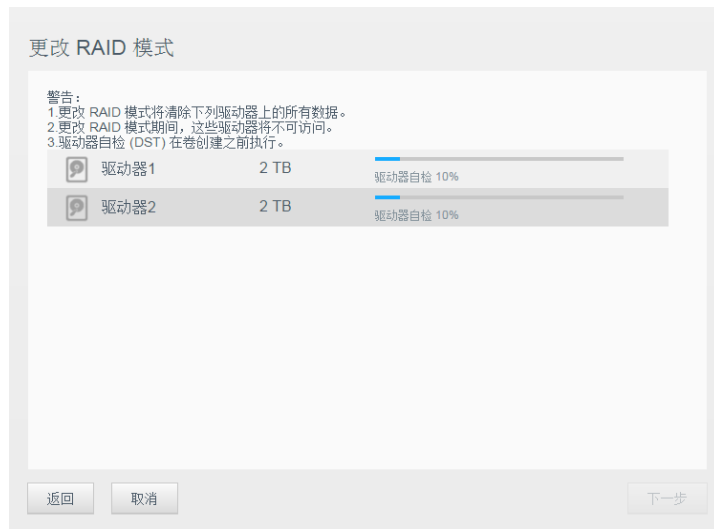 更改 RAID 模式
警告：
1.更改 RAID 模式将清除下列驱动器上的所有数据。
2.更改 RAID 模式期间，这些驱动器将不可访问。
3.驱动器自检 (DST) 在卷创建之前执行。
驱动器1 2 TB 驱动器自检 10%
驱动器2 2 TB 驱动器自检 10%
返回 取消 下一步